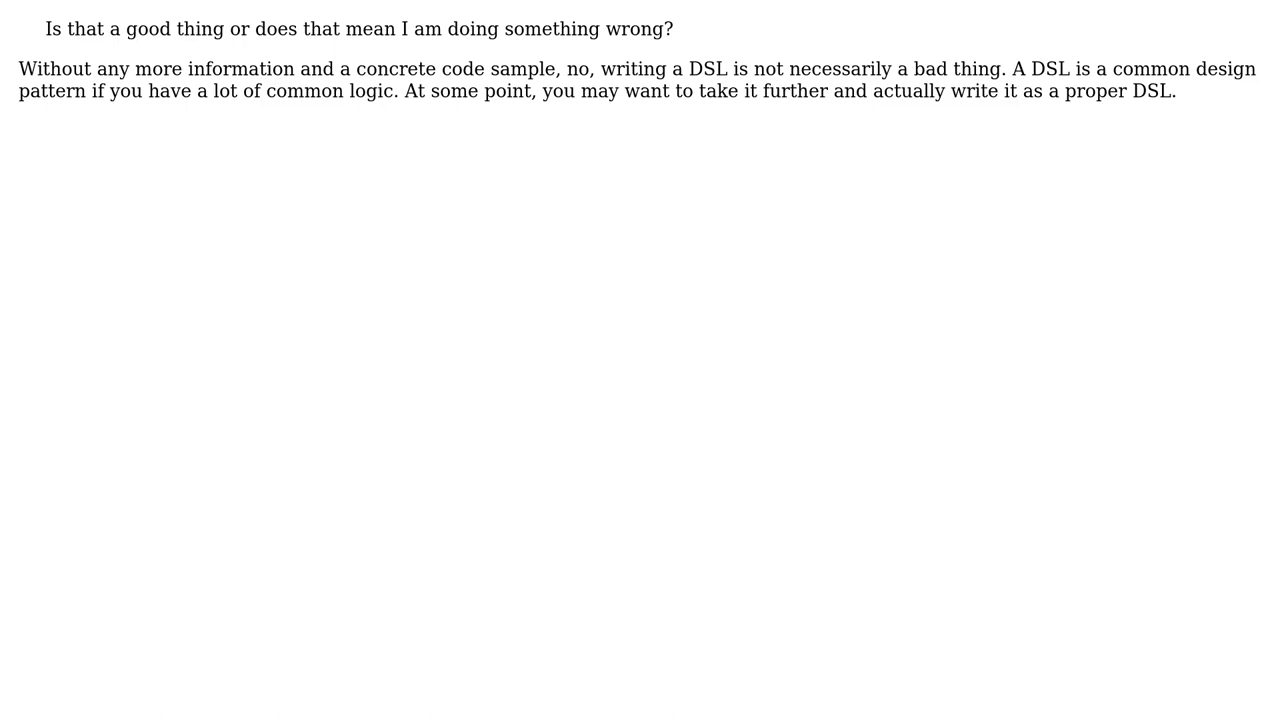 Is that a good thing or does that mean I am doing something wrong?
Without any more information and a concrete code sample, no, writing a DSL is not necessarily a bad thing. A DSL is a common design
pattern if you have a lot of common logic. At some point, you may want to take it further and actually write it as a proper DSL.